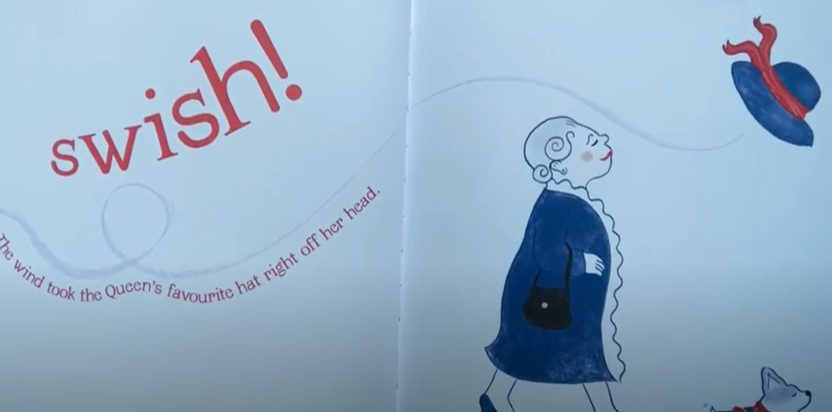 swish!
The wind took the Queen's favourite hat right off her head.